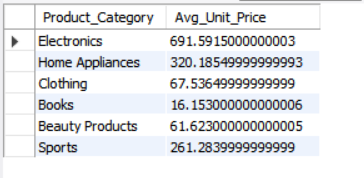 Product_Category Avg_Unit_Price
Electronics 691.5915000000003
Home Appliances 320.18549999999993
Clothing 67.53649999999999
Books 16.153000000000006
Beauty Products 61.623000000000005
Sports 261.2839999999999